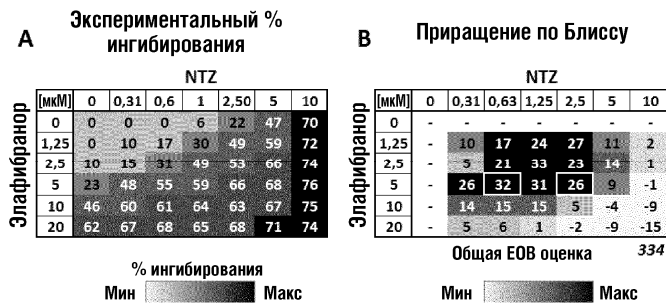 A Экспериментальный %
ингибирования
NTZ
[мкМ] 0 0,31 0,6 1 2,50 5 10
0 0 0 0 6 22 47 70
1,25 0 10 17 30 49 59 72
2,5 10 15 31 49 53 66 74
5 23 48 55 59 66 68 76
10 46 60 61 64 63 67 75
20 62 67 68 65 68 71 74
Элафибранор
% ингибирования
Мин Макс
B Приращение по Блиссу
NTZ
[мкМ] 0 0,31 0,63 1,25 2,5 5 10
0 - - - - - - -
1,25 - 10 17 24 27 11 2
2,5 - 5 21 33 23 14 1
5 - 26 32 31 26 9 -1
10 - 14 15 15 5 -4 -9
20 - 5 6 1 -2 -9 -15
Элафибранор
Общая EOB оценка 334
Мин Макс